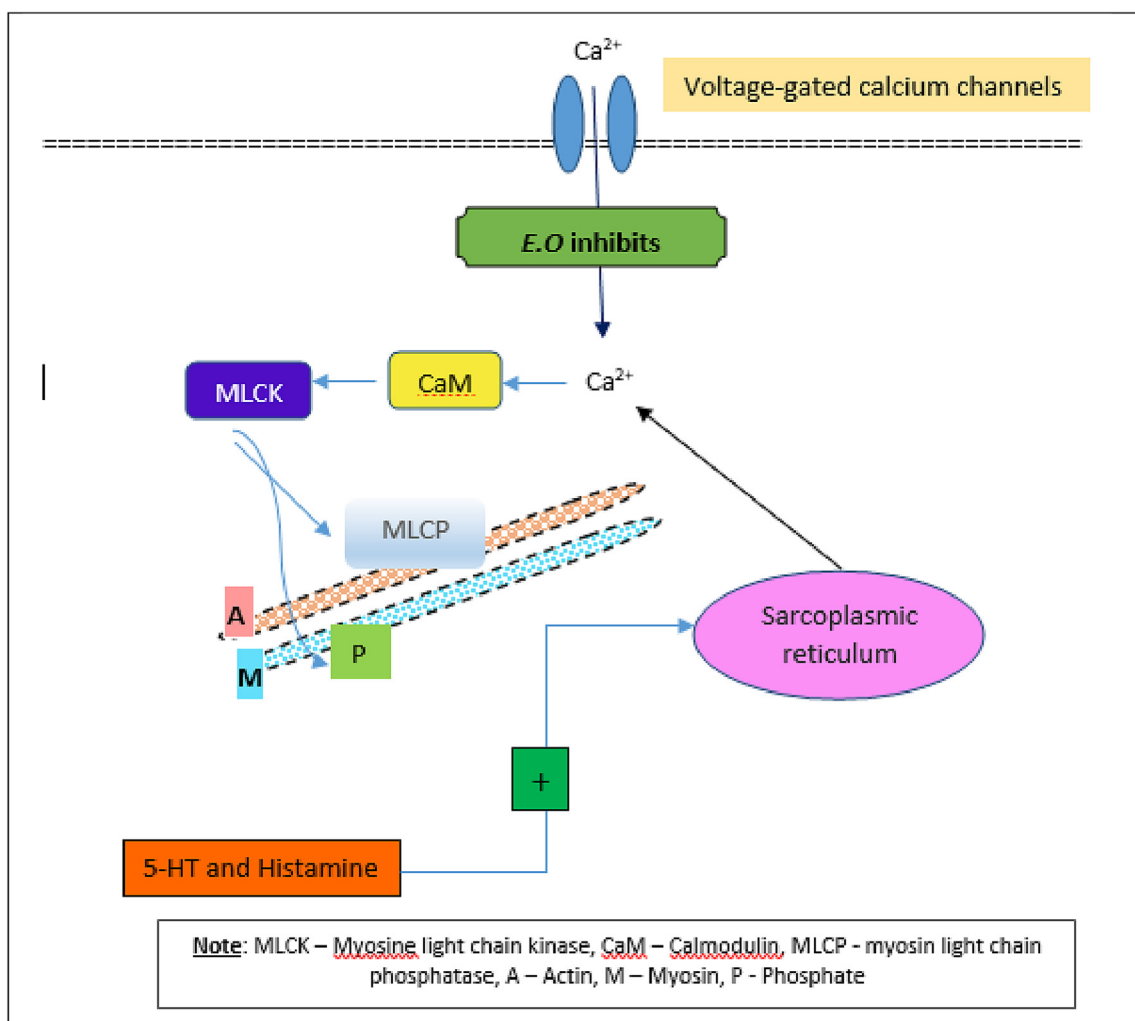 Ca²⁺
Voltage-gated calcium channels
E.O inhibits
MLCK
CaM
Ca²⁺
MLCP
A
M
P
Sarcoplasmic
reticulum
+
5-HT and Histamine
Note: MLCK – Myosine light chain kinase, CaM – Calmodulin, MLCP - myosin light chain
phosphatase, A – Actin, M – Myosin, P - Phosphate